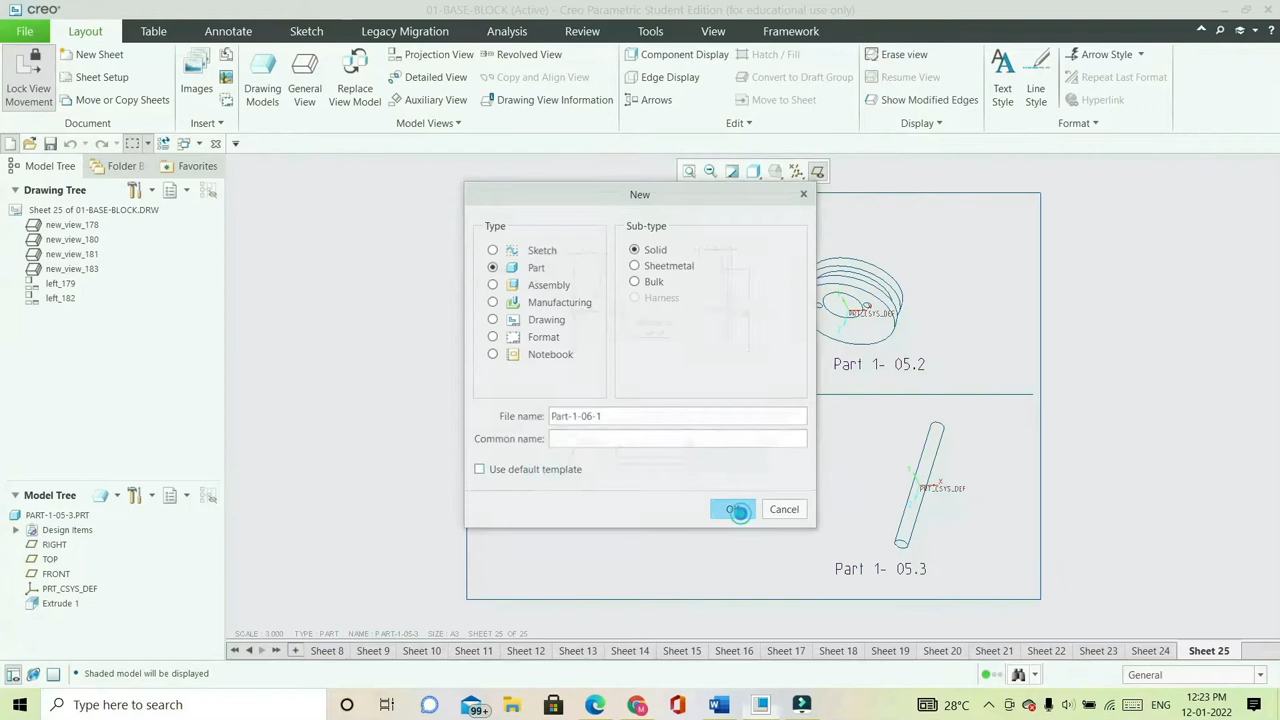 creo
01-BASE-BLOCK (Active) - Creo Parametric Student Edition (for educational use only)
File Layout Table Annotate Sketch Legacy Migration Analysis Review Tools View Framework
Lock View Movement
New Sheet
Sheet Setup
Move or Copy Sheets
Document
Images
Insert
Drawing Models
General View
Replace View Model
Projection View
Detailed View
Auxiliary View
Revolved View
Copy and Align View
Drawing View Information
Model Views
Component Display
Edge Display
Arrows
Hatch / Fill
Convert to Draft Group
Move to Sheet
Edit
Erase view
Resume View
Show Modified Edges
Display
Text Style
Line Style
Arrow Style
Repeat Last Format
Hyperlink
Format
Model Tree Folder B Favorites
Drawing Tree
Sheet 25 of 01-BASE-BLOCK.DRW
new_view_178
new_view_180
new_view_181
new_view_183
left_179
left_182
New
Type
Sketch
Part
Assembly
Manufacturing
Drawing
Format
Notebook
Sub-type
Solid
Sheetmetal
Bulk
Harness
File name: Part-1-06-1
Common name:
Use default template
Cancel
PRT_CSYS_DEF
Part 1- 05.2
PRT_CSYS_DEF
X
Part 1- 05.3
Model Tree
PART-1-05-3.PRT
Design Items
RIGHT
TOP
FRONT
PRT_CSYS_DEF
Extrude 1
SCALE : 3.000 TYPE : PART NAME : PART-1-05-3 SIZE : A3 SHEET 25 OF 25
Sheet 8 Sheet 9 Sheet 10 Sheet 11 Sheet 12 Sheet 13 Sheet 14 Sheet 15 Sheet 16 Sheet 17 Sheet 18 Sheet 19 Sheet 20 Sheet 21 Sheet 22 Sheet 23 Sheet 24 Sheet 25
• Shaded model will be displayed
General
Type here to search
99+
28°C
ENG
12:23 PM
12-01-2022